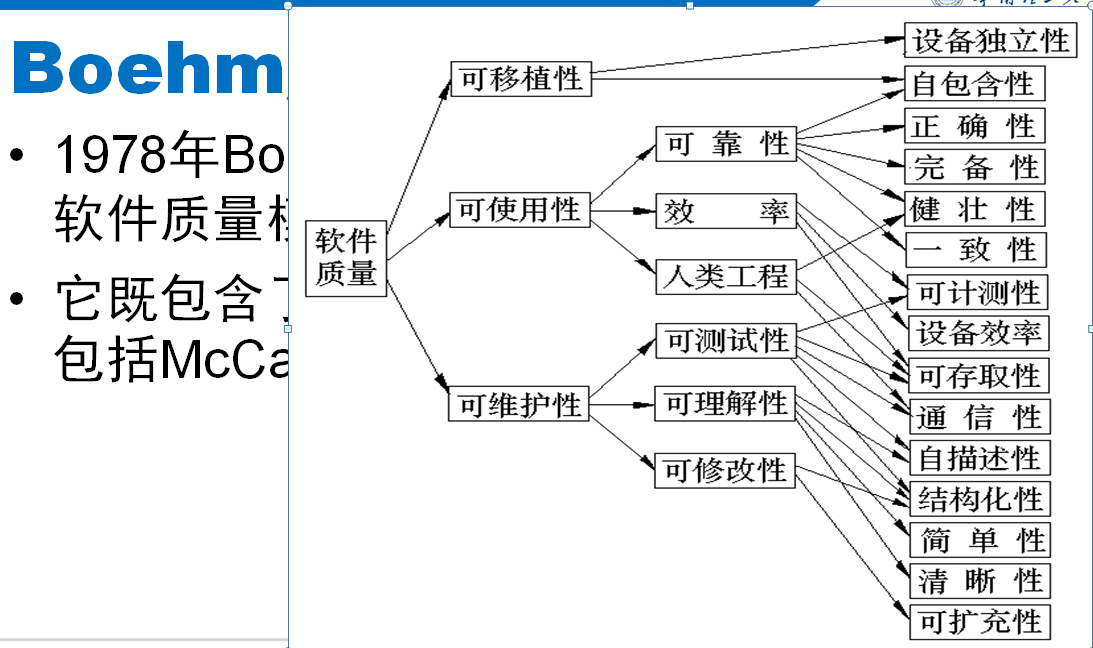 Boehm
• 1978年Bo
软件质量
• 它既包含
包括McCa
软件
质量
可移植性
可使用性
可维护性
可靠性
效率
人类工程
可测试性
可理解性
可修改性
设备独立性
自包含性
正确性
完备性
健壮性
一致性
可计测性
设备效率
可存取性
通信性
自描述性
结构化性
简单性
清晰性
可扩充性